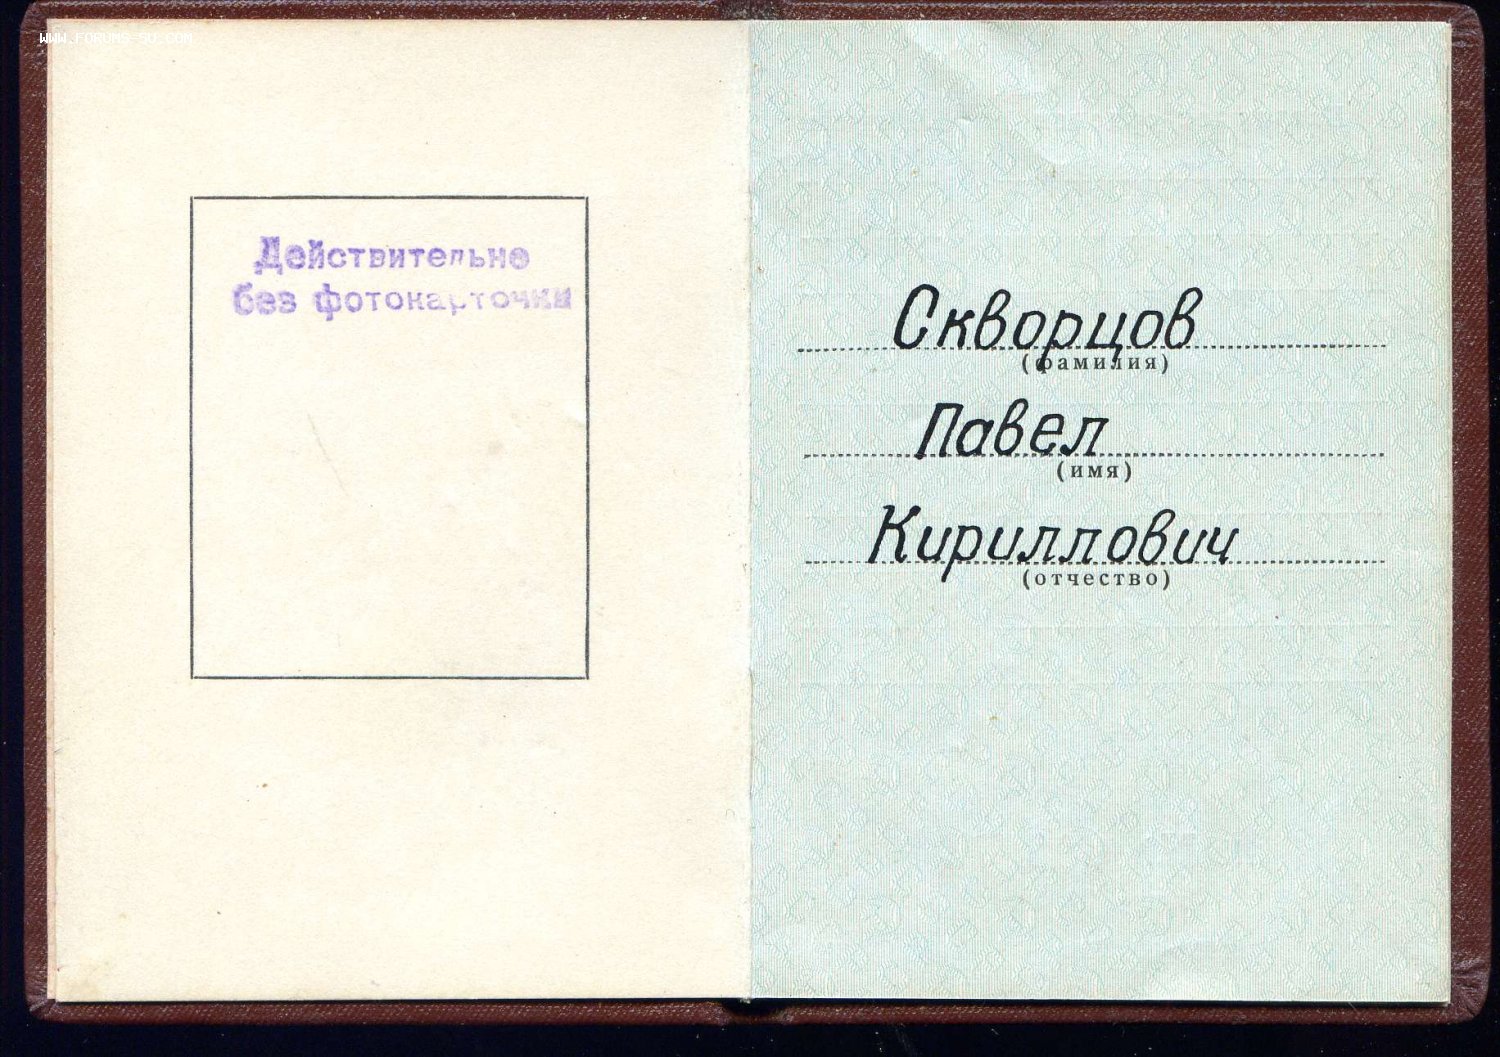 WWW.FORUMS-SU.COM
Действительно
без фотокарточки
Скворцов
(фамилия)
Павел
(имя)
Кириллович
(отчество)